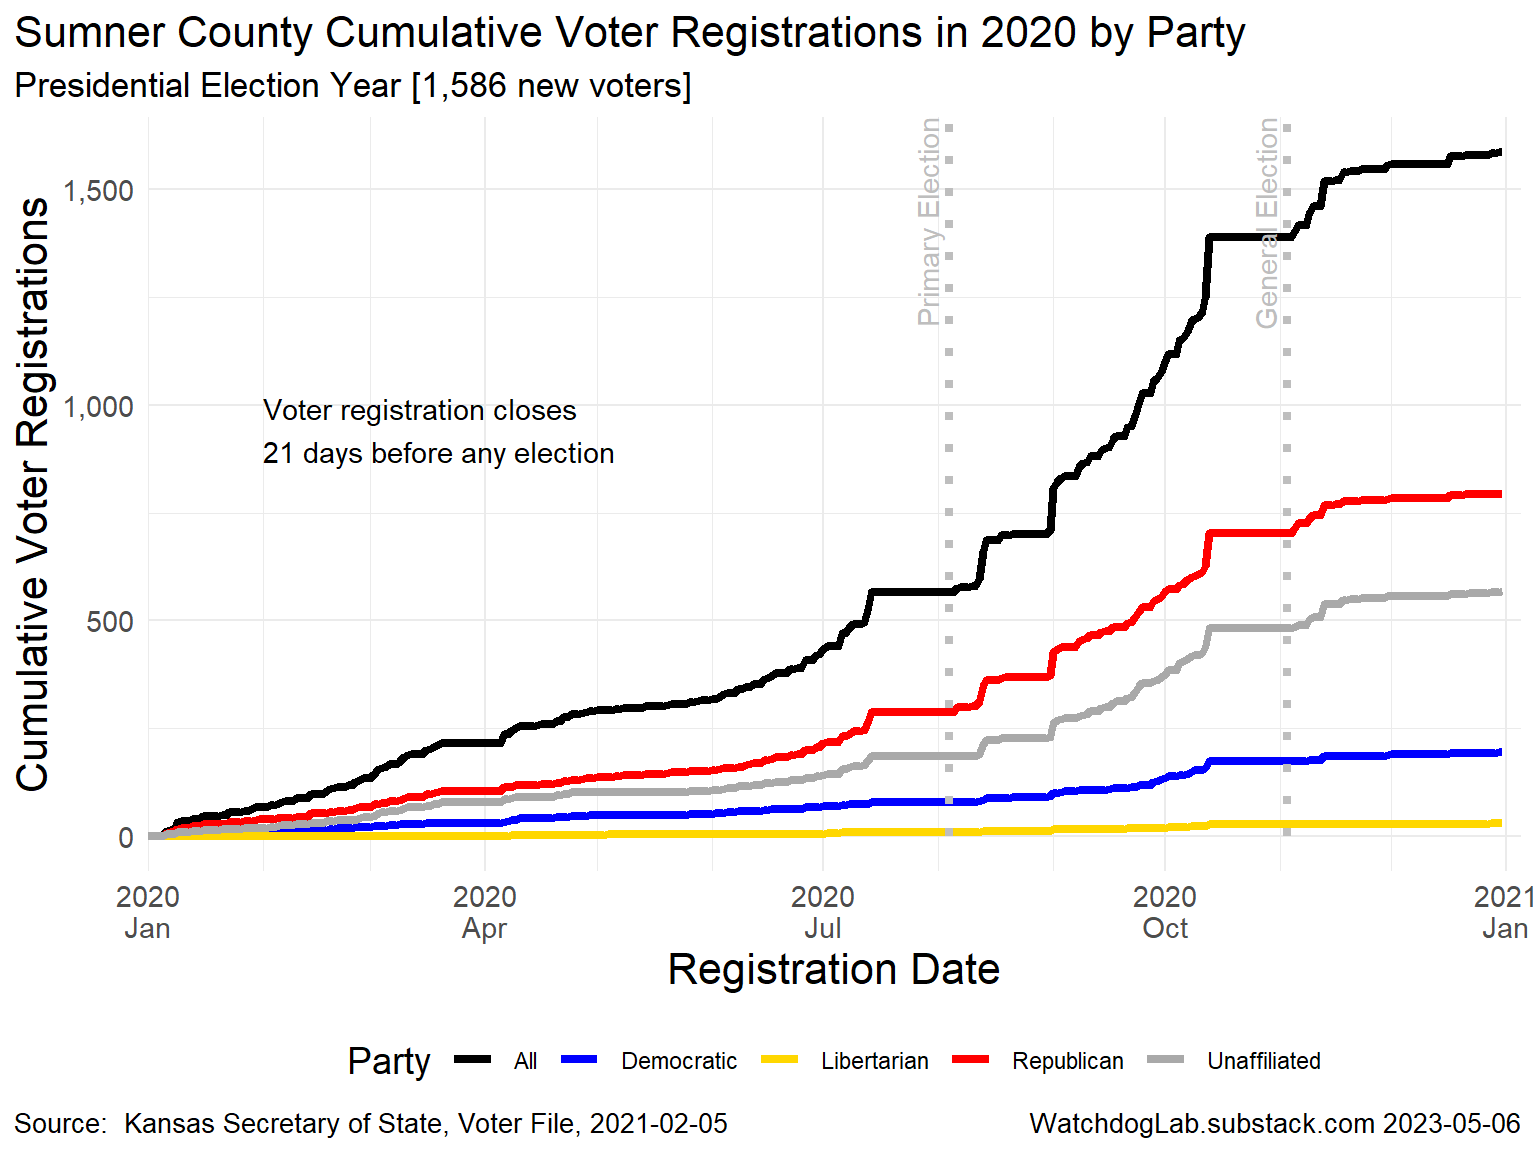 Sumner County Cumulative Voter Registrations in 2020 by Party
Presidential Election Year [1,586 new voters]
Cumulative Voter Registrations
1,500
1,000
500
0
Primary Election
General Election
Voter registration closes
21 days before any election
2020
Jan
2020
Apr
2020
Jul
2020
Oct
2021
Jan
Registration Date
Party All Democratic Libertarian Republican Unaffiliated
Source:  Kansas Secretary of State, Voter File, 2021-02-05
WatchdogLab.substack.com 2023-05-06